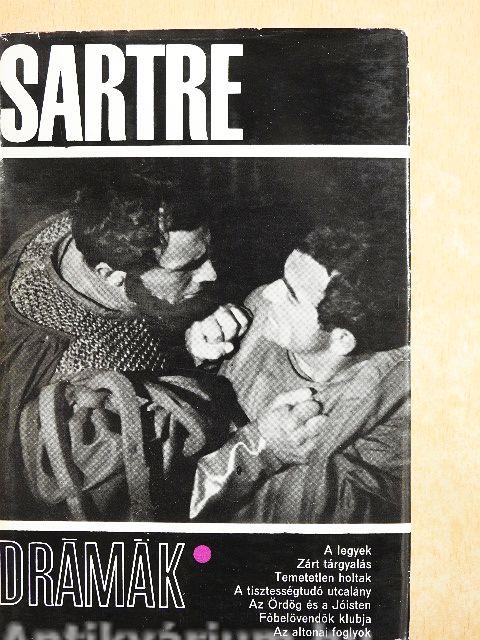 SARTRE
DRÁMÁK
A legyek
Zárt tárgyalás
Temetetlen holtak
A tisztességtudó utcalány
Az Ördög és a Jóisten
Főbelövendők klubja
Az altonai foglyok